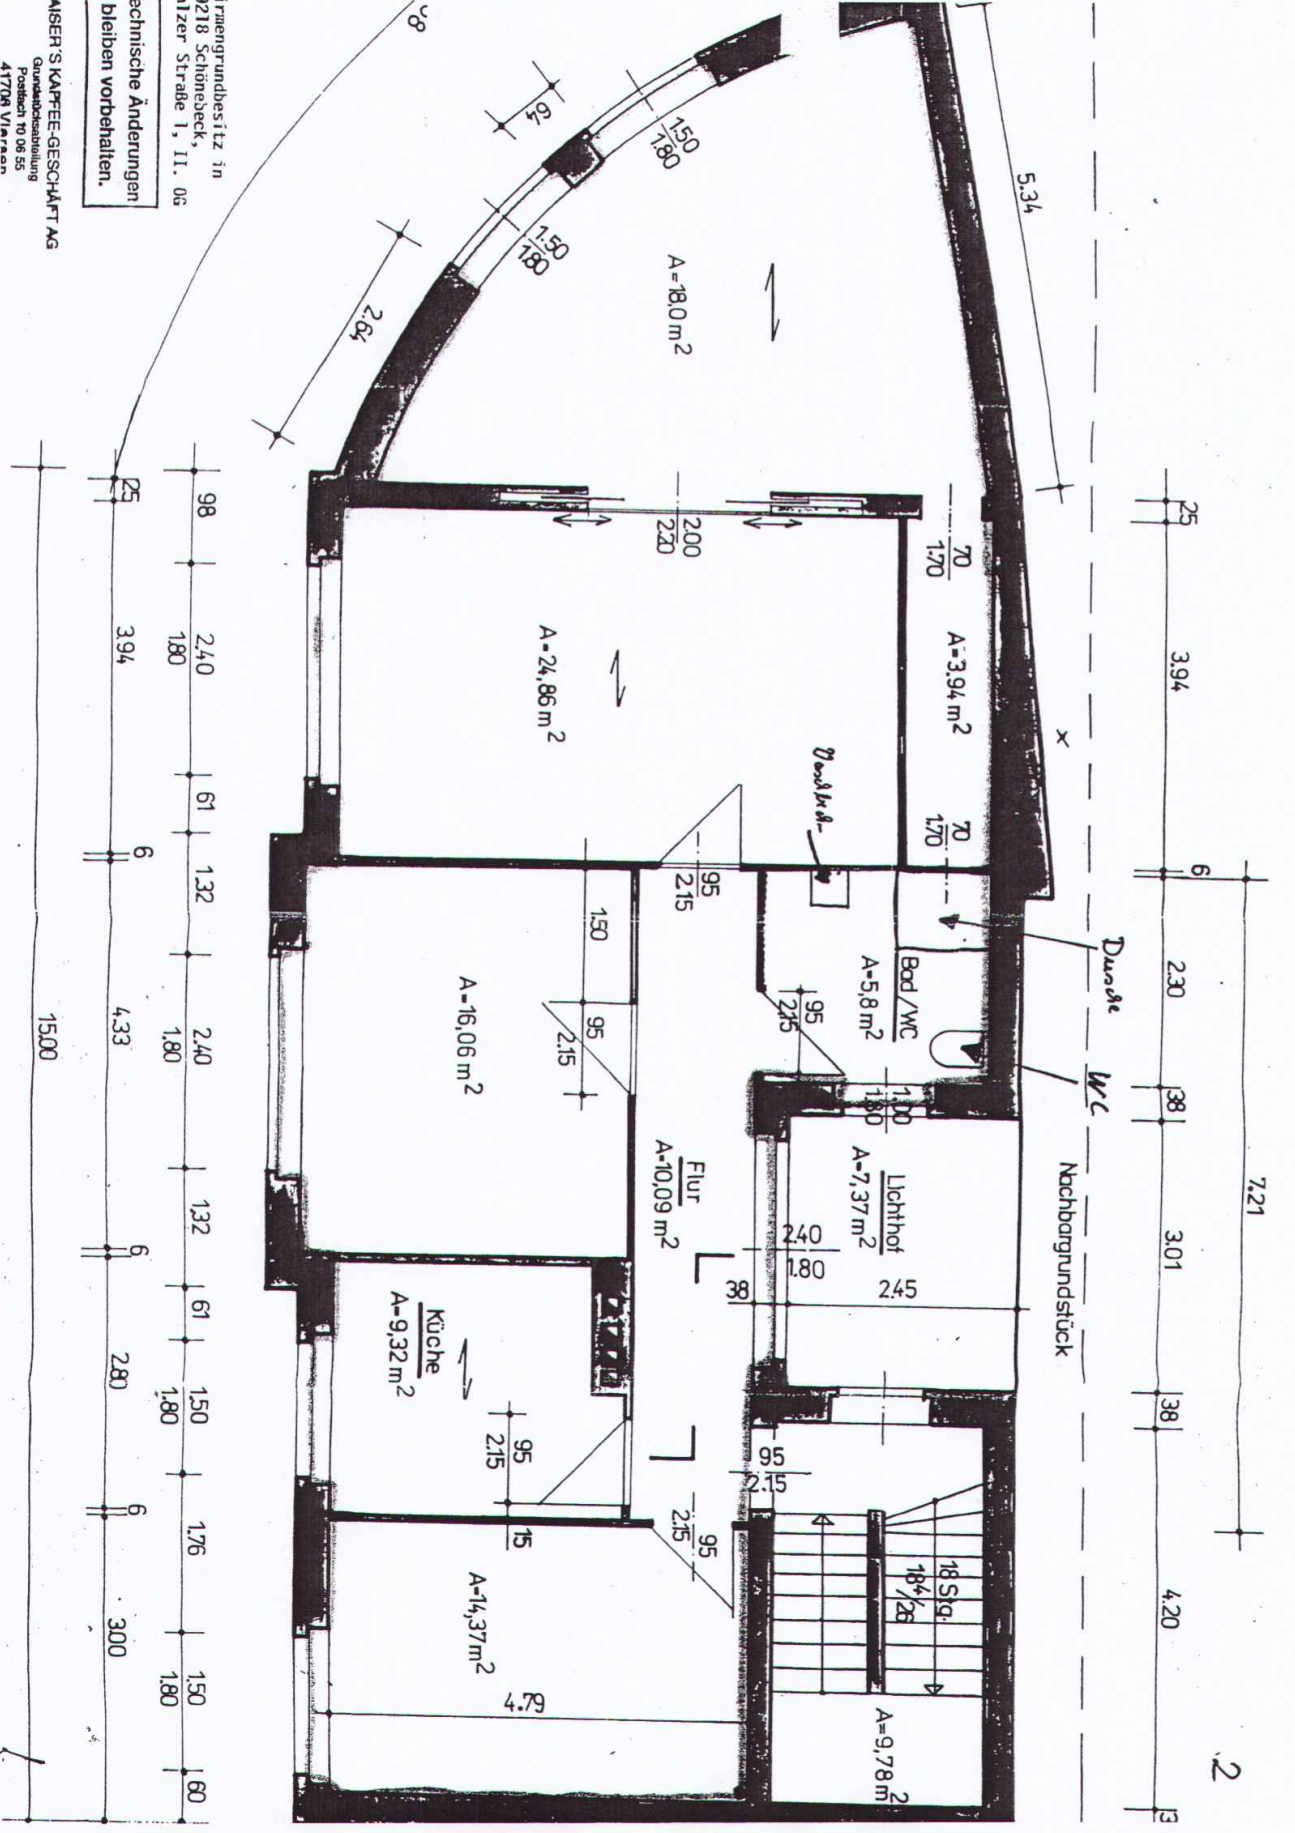 irmengrundbesitz in
9218 Schönebeck,
alzer Straße 1, II. OG
echnische Änderungen
bleiben vorbehalten.
AISER'S KAFFEE-GESCHÄFT AG
Grundstücksabteilung
Postfach 10 06 55
41708 Viersen
64
2.64
1.50
1.80
1.50
1.80
A=18,0 m2
5.34
2.00
2.20
70
1.70
A=3.94 m2
70
1.70
A=24,86 m2
95
2.15
1.50
95
2.15
A=16,06 m2
Bad/WC
A=5,8 m2
95
2.15
Dusche
WC
1.00
1.80
Lichthof
A=7,37 m2
2.40
1.80
38
2.45
Flur
A=10,09 m2
Küche
A=9,32 m2
95
2.15
15
95
2.15
95
2.15
18 Stg.
18⁴/26
A=9,78 m2
A=14,37 m2
4.79
Nachbargrundstück
x
25
3.94
6
2.30
38
3.01
38
4.20
7.21
2
98
2.40
1.80
61
1.32
2.40
1.80
1.32
61
1.50
1.80
1.76
1.50
1.80
60
25
3.94
6
4.33
6
2.80
6
3.00
15.00